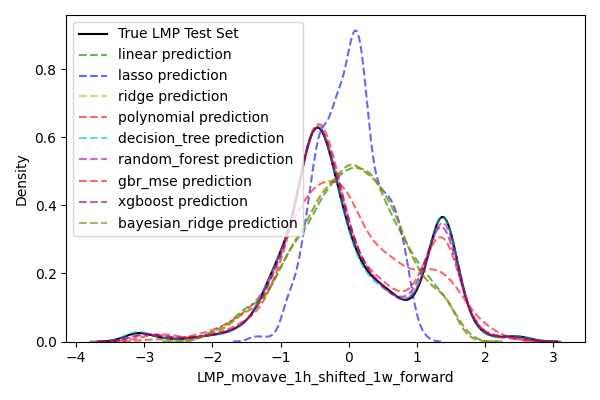 True LMP Test Set
linear prediction
lasso prediction
ridge prediction
polynomial prediction
decision_tree prediction
random_forest prediction
gbr_mse prediction
xgboost prediction
bayesian_ridge prediction
Density
0.8
0.6
0.4
0.2
0.0
−4 −3 −2 −1 0 1 2 3
LMP_movave_1h_shifted_1w_forward